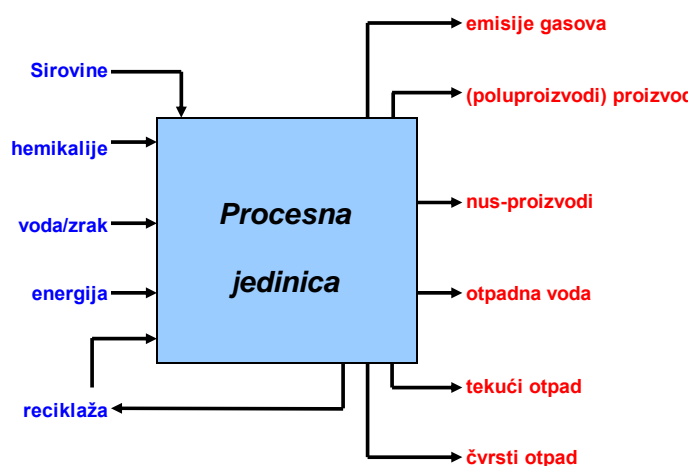 Sirovine
hemikalije
voda/zrak
energija
reciklaža
Procesna
jedinica
emisije gasova
(poluproizvodi) proizvod
nus-proizvodi
otpadna voda
tekući otpad
čvrsti otpad